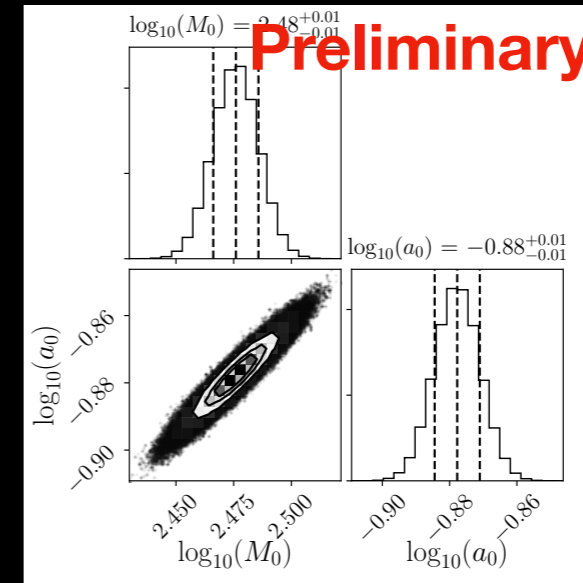 log₁₀(M₀) = 2.48⁺⁰·⁰¹₋₀.₀₁
Preliminary
log₁₀(a₀) = −0.88⁺⁰·⁰¹₋₀.₀₁
log₁₀(a₀)
−0.86
−0.88
−0.90
2.450
2.475
2.500
log₁₀(M₀)
−0.90
−0.88
−0.86
log₁₀(a₀)